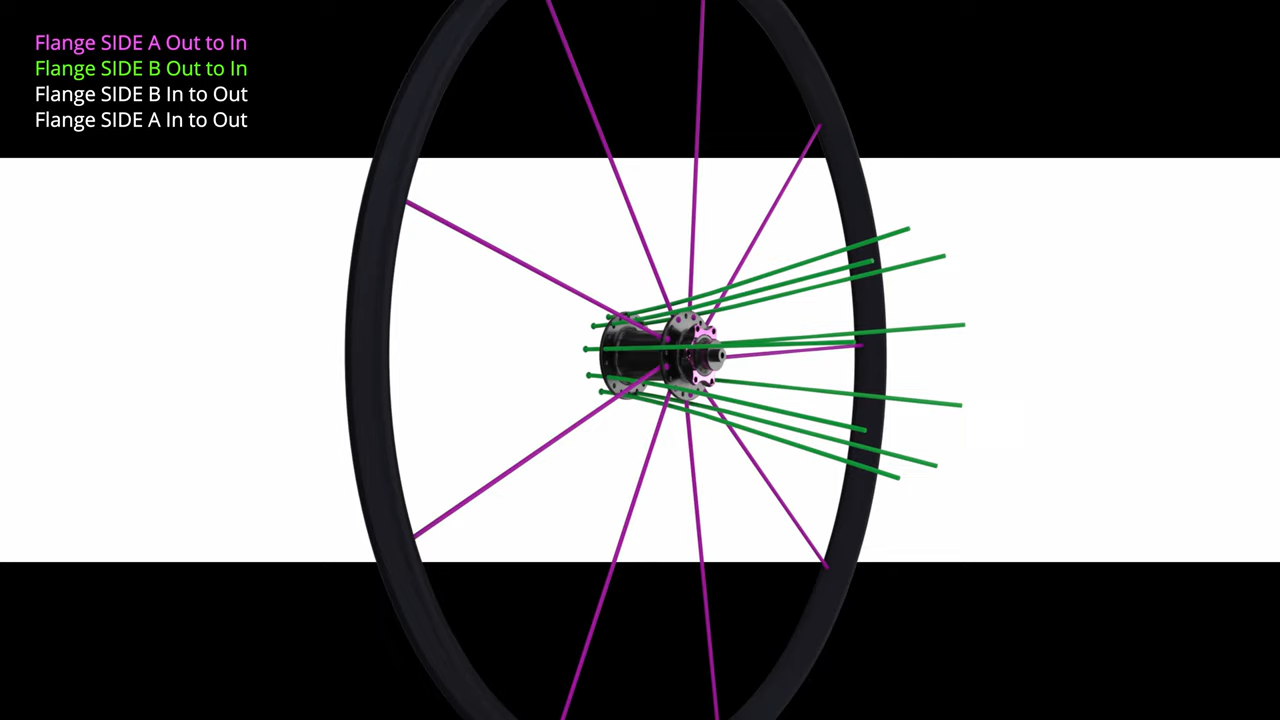 Flange SIDE A Out to In
Flange SIDE B Out to In
Flange SIDE B In to Out
Flange SIDE A In to Out